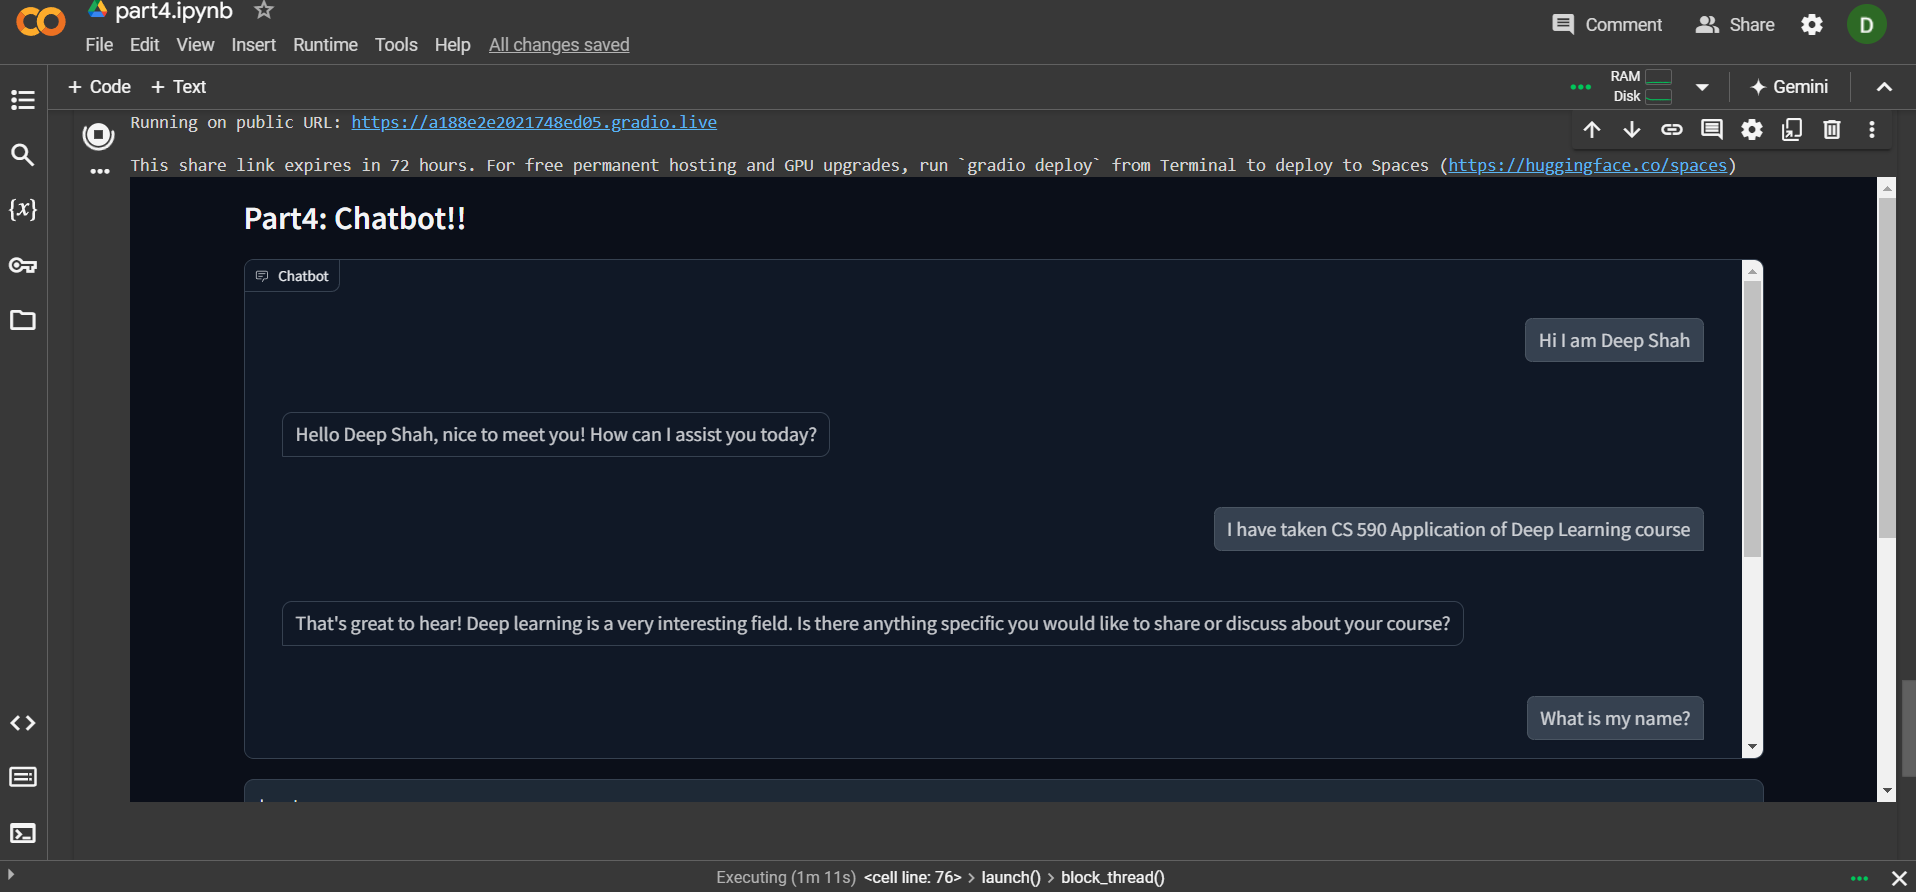 part4.ipynb
Comment Share D
File Edit View Insert Runtime Tools Help All changes saved
+ Code + Text
RAM
Disk
Gemini
Running on public URL: https://a188e2e2021748ed05.gradio.live
This share link expires in 72 hours. For free permanent hosting and GPU upgrades, run `gradio deploy` from Terminal to deploy to Spaces (https://huggingface.co/spaces)
{x}
Part4: Chatbot!!
Chatbot
Hi I am Deep Shah
Hello Deep Shah, nice to meet you! How can I assist you today?
I have taken CS 590 Application of Deep Learning course
That's great to hear! Deep learning is a very interesting field. Is there anything specific you would like to share or discuss about your course?
What is my name?
Executing (1m 11s) <cell line: 76> > launch() > block_thread()